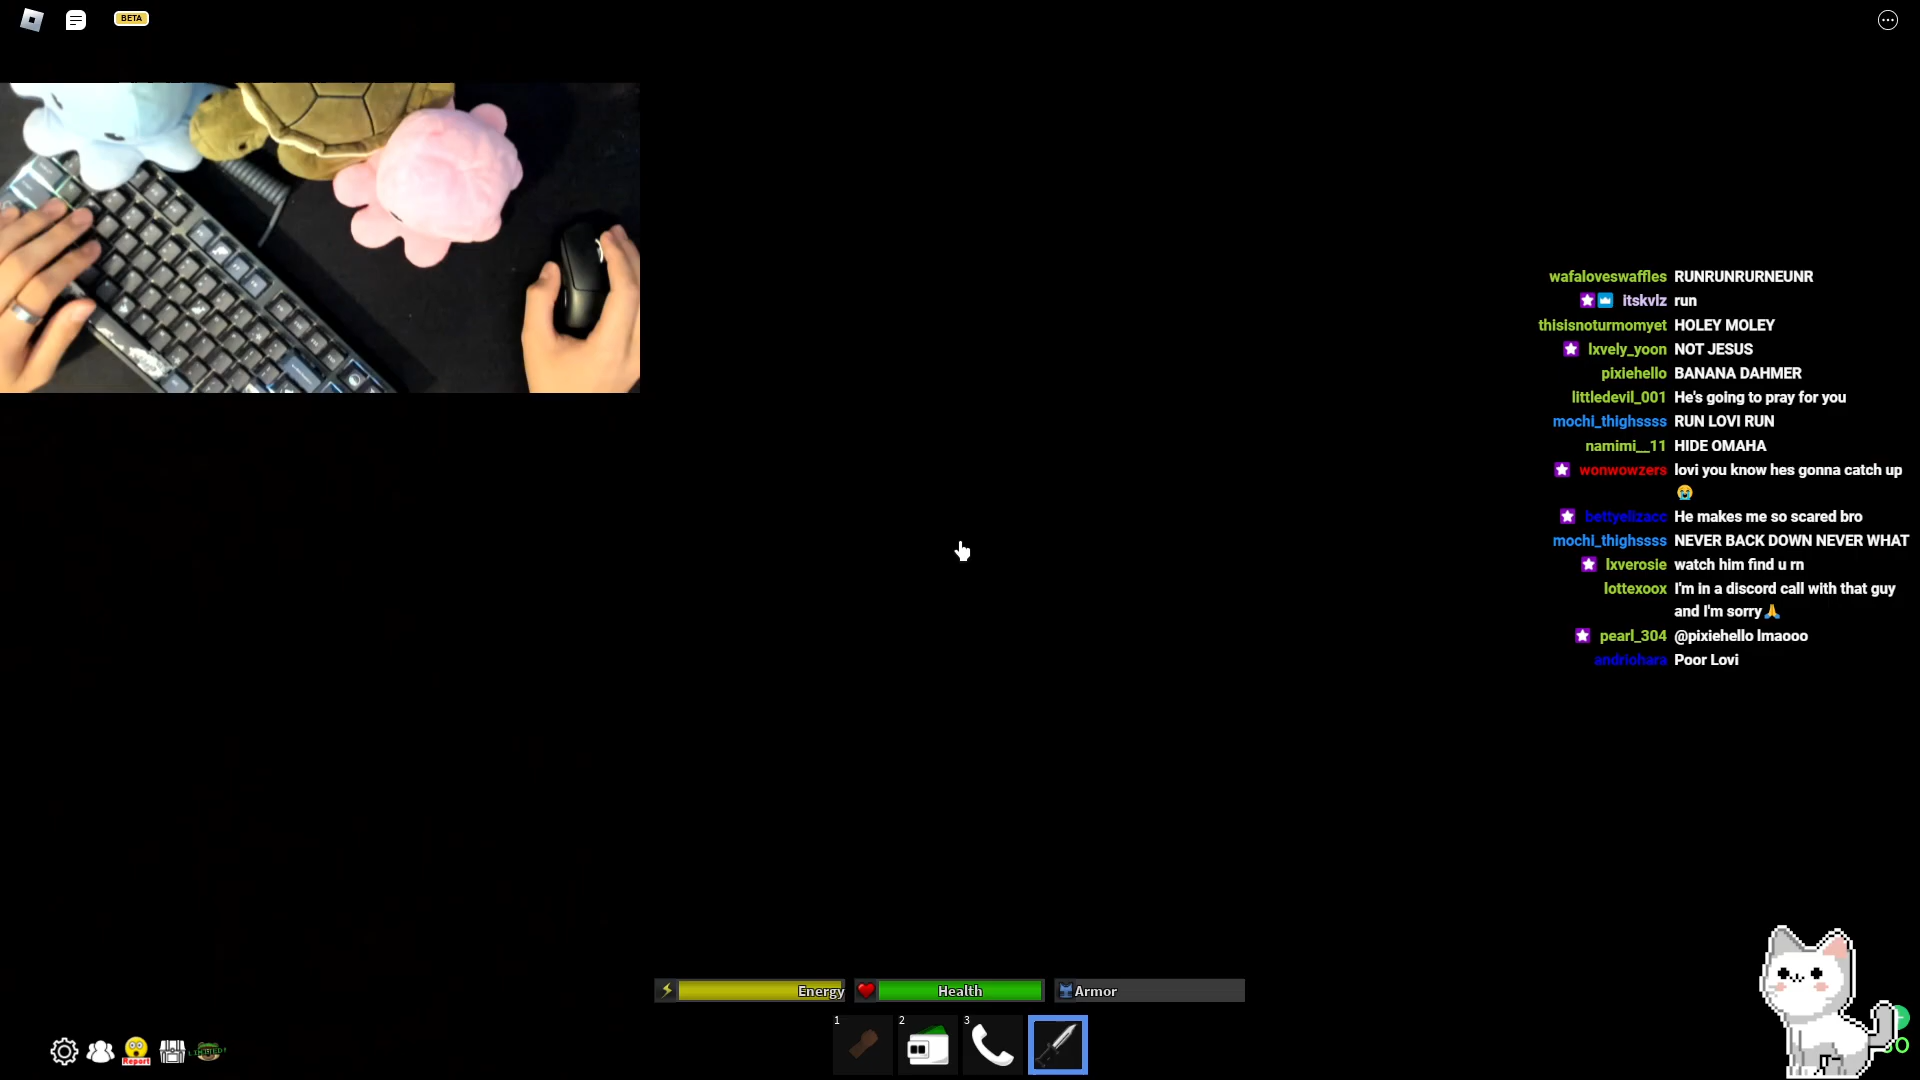 BETA
wafaloveswaffles RUNRUNRURNEUNR
itskvlz run
thisisnoturmomyet HOLEY MOLEY
lxvely_yoon NOT JESUS
pixiehello BANANA DAHMER
littledevil_001 He's going to pray for you
mochi_thighssss RUN LOVI RUN
namimi__11 HIDE OMAHA
wonwowzers lovi you know hes gonna catch up
😭
bettyelizacc He makes me so scared bro
mochi_thighssss NEVER BACK DOWN NEVER WHAT
lxverosie watch him find u rn
lottexoox I'm in a discord call with that guy
and I'm sorry🙏
pearl_304 @pixiehello lmaooo
andriohara Poor Lovi
Energy Health Armor
1 2 3
Report LIMITED!